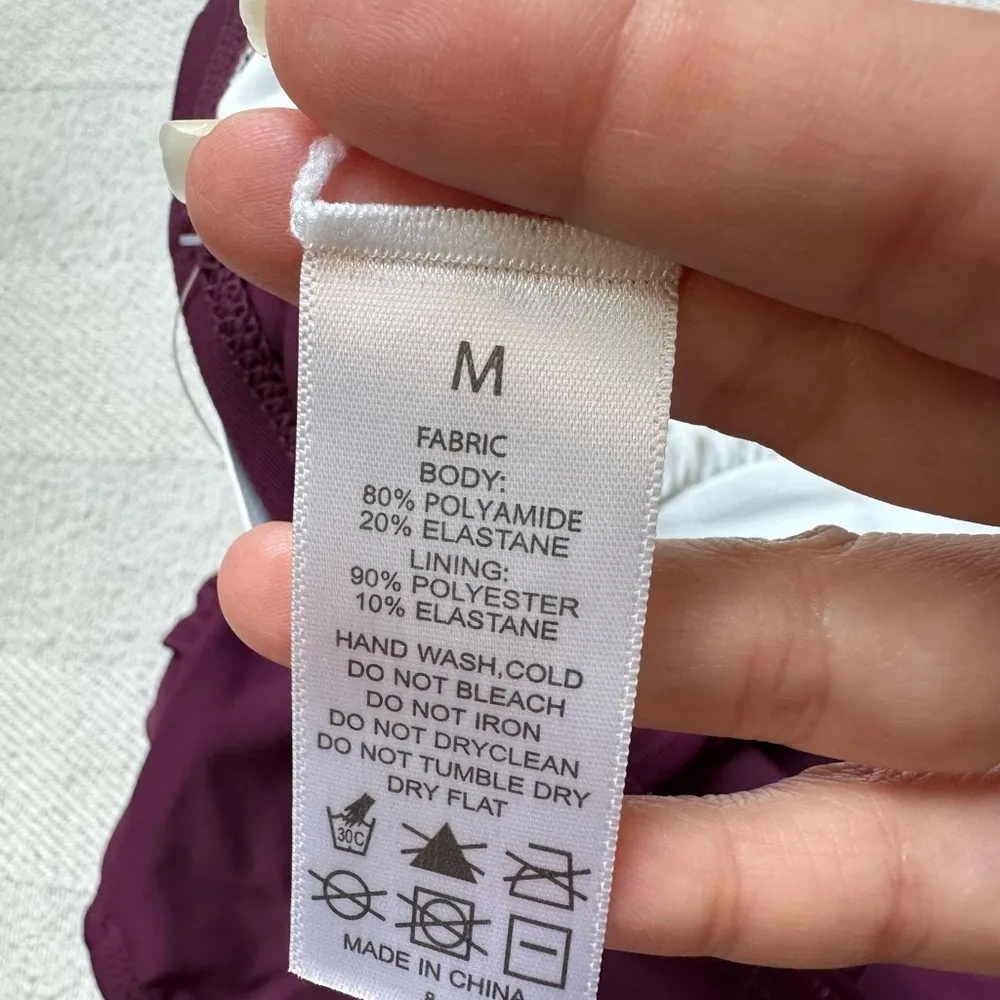 M
FABRIC
BODY:
80% POLYAMIDE
20% ELASTANE
LINING:
90% POLYESTER
10% ELASTANE
HAND WASH,COLD
DO NOT BLEACH
DO NOT IRON
DO NOT DRYCLEAN
DO NOT TUMBLE DRY
DRY FLAT
30C
MADE IN CHINA